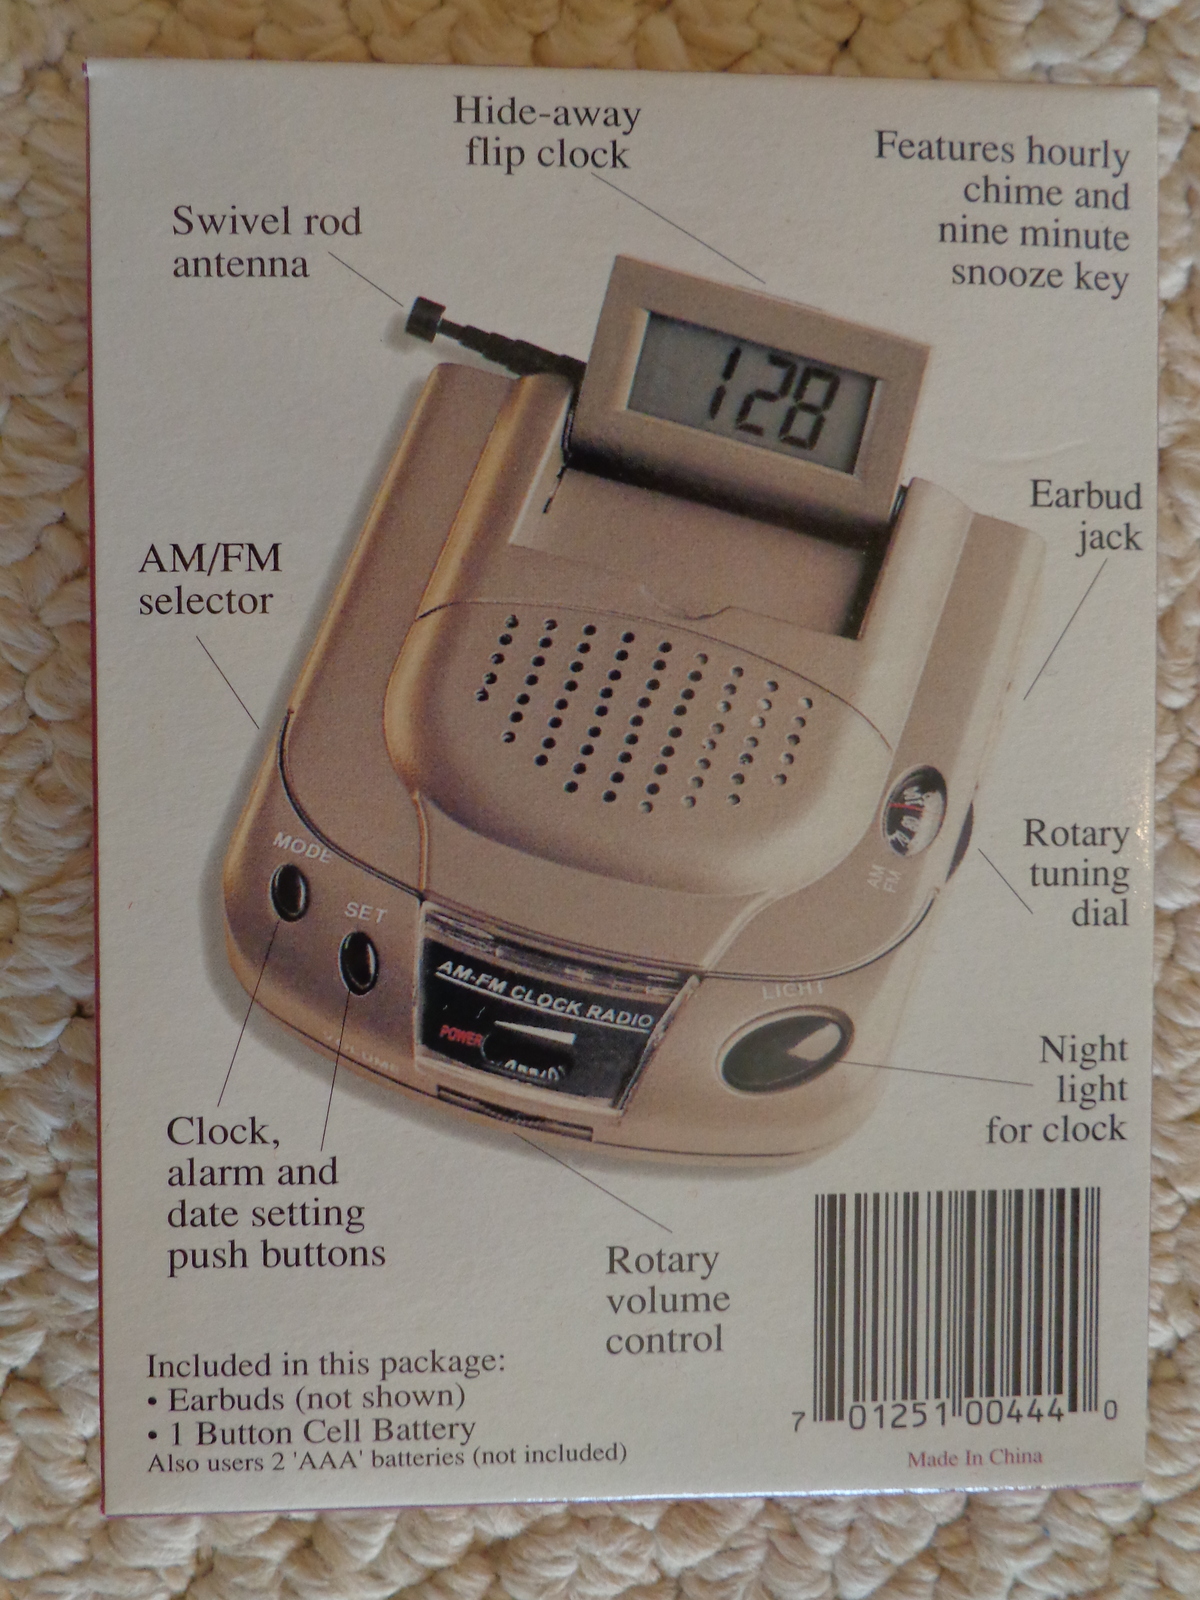 Hide-away
flip clock
Features hourly
chime and
nine minute
snooze key
Swivel rod
antenna
128
Earbud
jack
AM/FM
selector
Rotary
tuning
dial
AM
FM
MODE
SET
AM-FM CLOCK RADIO
POWER
LIGHT
VOLUME
Night
light
for clock
Clock,
alarm and
date setting
push buttons
Rotary
volume
control
Included in this package:
• Earbuds (not shown)
• 1 Button Cell Battery
Also users 2 'AAA' batteries (not included)
7 01251 00444 0
Made In China